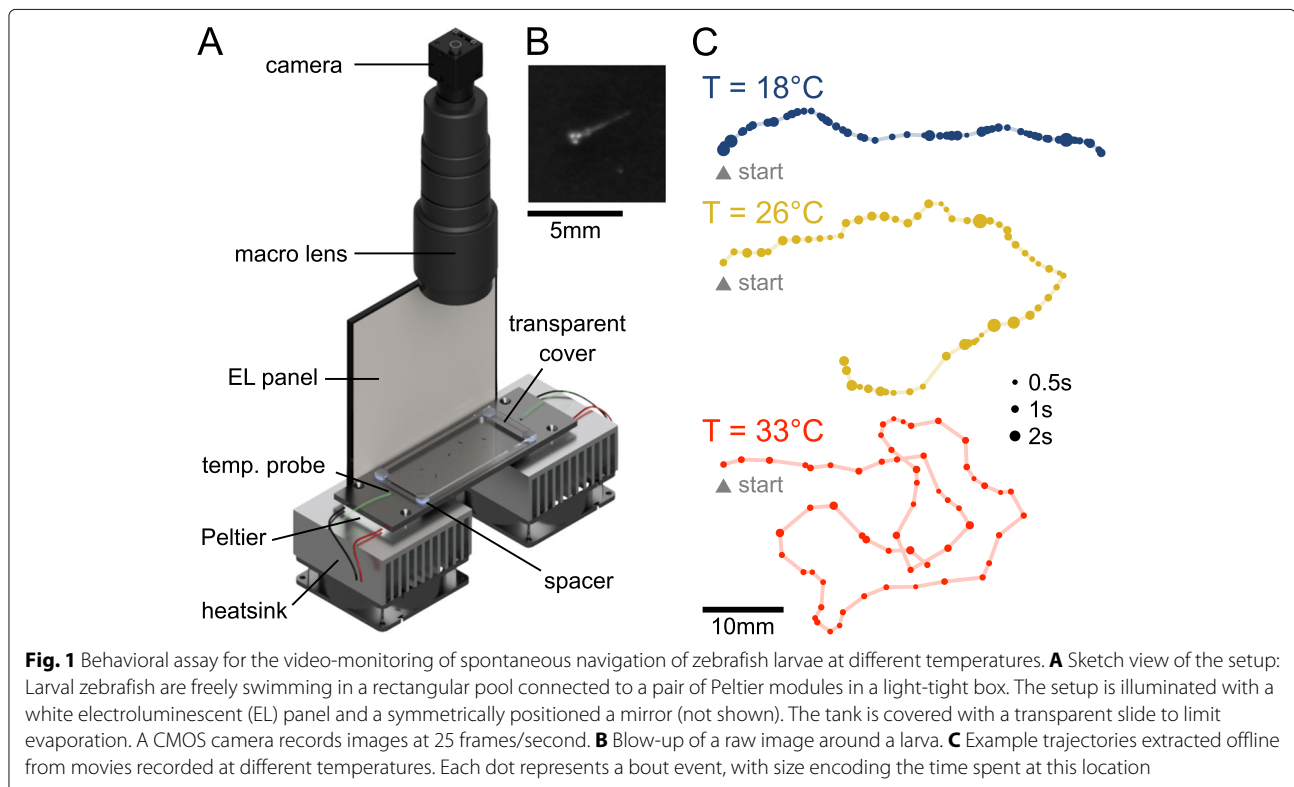 A
camera
macro lens
EL panel
transparent
cover
temp. probe
Peltier
heatsink
spacer
B
5mm
C
T = 18°C
▲ start
T = 26°C
▲ start
0.5s
1s
2s
T = 33°C
▲ start
10mm
Fig. 1 Behavioral assay for the video-monitoring of spontaneous navigation of zebrafish larvae at different temperatures. A Sketch view of the setup:
Larval zebrafish are freely swimming in a rectangular pool connected to a pair of Peltier modules in a light-tight box. The setup is illuminated with a
white electroluminescent (EL) panel and a symmetrically positioned a mirror (not shown). The tank is covered with a transparent slide to limit
evaporation. A CMOS camera records images at 25 frames/second. B Blow-up of a raw image around a larva. C Example trajectories extracted offline
from movies recorded at different temperatures. Each dot represents a bout event, with size encoding the time spent at this location